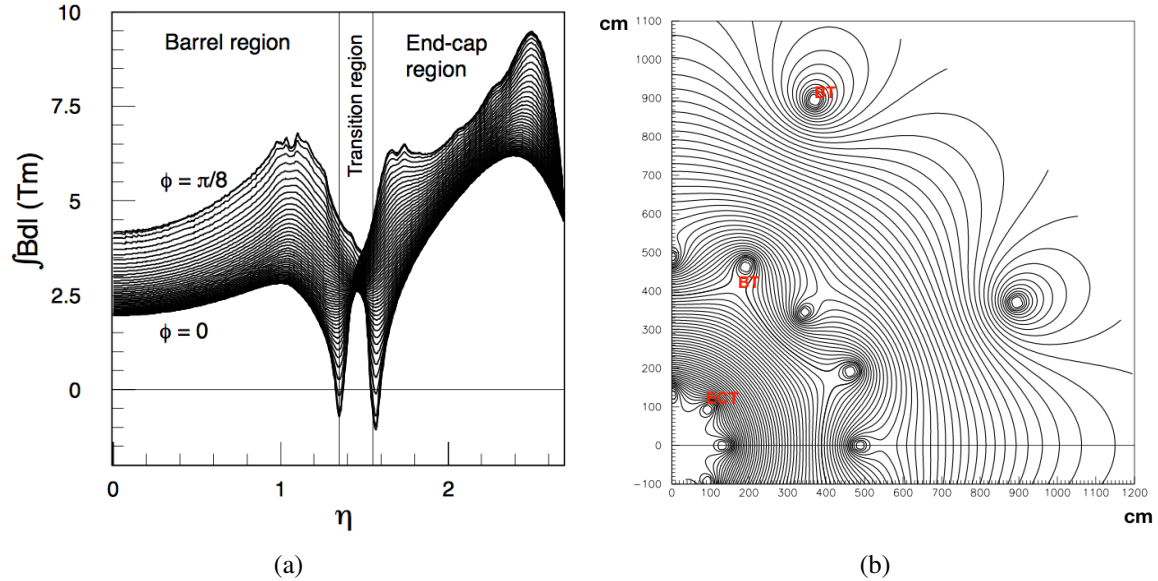 10
7.5
5
2.5
0
∫Bdl (Tm)
Barrel region
Transition region
End-cap
region
ϕ = π/8
ϕ = 0
0
1
2
η
(a)
cm
1100
1000
900
800
700
600
500
400
300
200
100
0
−100
BT
BT
ECT
0
100
200
300
400
500
600
700
800
900
1000
1100
1200
cm
(b)